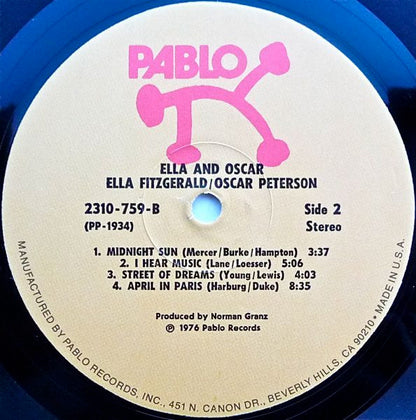 PABLO
ELLA AND OSCAR
ELLA FITZGERALD/OSCAR PETERSON
2310-759-B Side 2
(PP-1934) Stereo
1. MIDNIGHT SUN (Mercer/Burke/Hampton) 3:37
2. I HEAR MUSIC (Lane/Loesser) 5:06
3. STREET OF DREAMS (Young/Lewis) 4:03
4. APRIL IN PARIS (Harburg/Duke) 8:35
Produced by Norman Granz
℗ 1976 Pablo Records
MANUFACTURED BY PABLO RECORDS, INC., 451 N. CANON DR., BEVERLY HILLS, CA 90210 • MADE IN U.S.A.